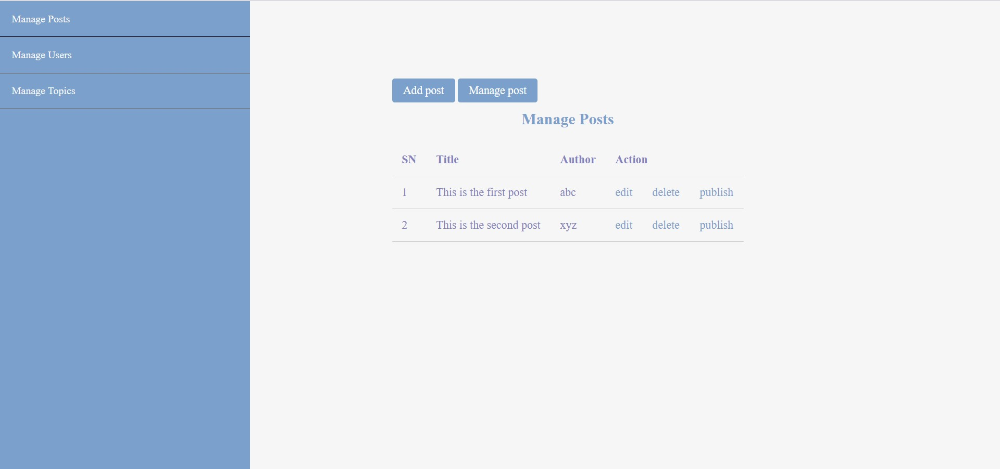 Manage Posts
Manage Users
Manage Topics
Add post Manage post
Manage Posts
SN Title Author Action
1 This is the first post abc edit delete publish
2 This is the second post xyz edit delete publish